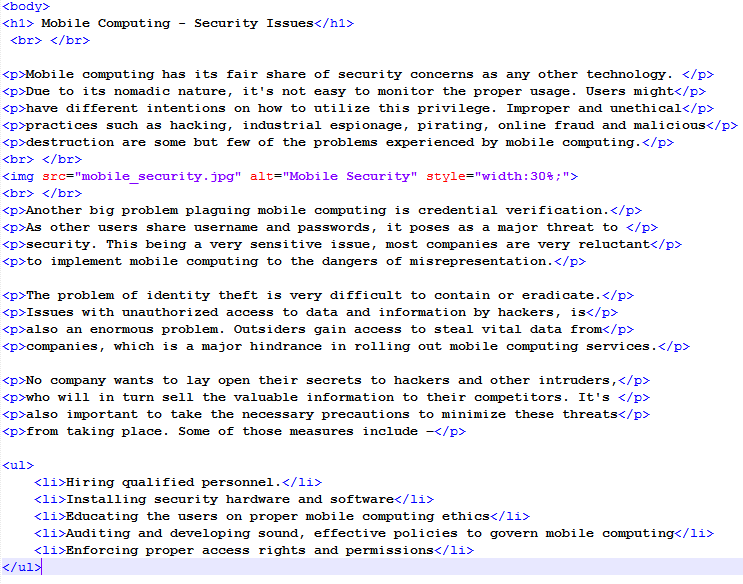 <body>
<h1> Mobile Computing - Security Issues</h1>
<br> </br>
<p>Mobile computing has its fair share of security concerns as any other technology. </p>
<p>Due to its nomadic nature, it's not easy to monitor the proper usage. Users might</p>
<p>have different intentions on how to utilize this privilege. Improper and unethical</p>
<p>practices such as hacking, industrial espionage, pirating, online fraud and malicious</p>
<p>destruction are some but few of the problems experienced by mobile computing.</p>
<br> </br>
<img src="mobile_security.jpg" alt="Mobile Security" style="width:30%;">
<br> </br>
<p>Another big problem plaguing mobile computing is credential verification.</p>
<p>As other users share username and passwords, it poses as a major threat to </p>
<p>security. This being a very sensitive issue, most companies are very reluctant</p>
<p>to implement mobile computing to the dangers of misrepresentation.</p>
<p>The problem of identity theft is very difficult to contain or eradicate.</p>
<p>Issues with unauthorized access to data and information by hackers, is</p>
<p>also an enormous problem. Outsiders gain access to steal vital data from</p>
<p>companies, which is a major hindrance in rolling out mobile computing services.</p>
<p>No company wants to lay open their secrets to hackers and other intruders,</p>
<p>who will in turn sell the valuable information to their competitors. It's </p>
<p>also important to take the necessary precautions to minimize these threats</p>
<p>from taking place. Some of those measures include −</p>
<ul>
<li>Hiring qualified personnel.</li>
<li>Installing security hardware and software</li>
<li>Educating the users on proper mobile computing ethics</li>
<li>Auditing and developing sound, effective policies to govern mobile computing</li>
<li>Enforcing proper access rights and permissions</li>
</ul>